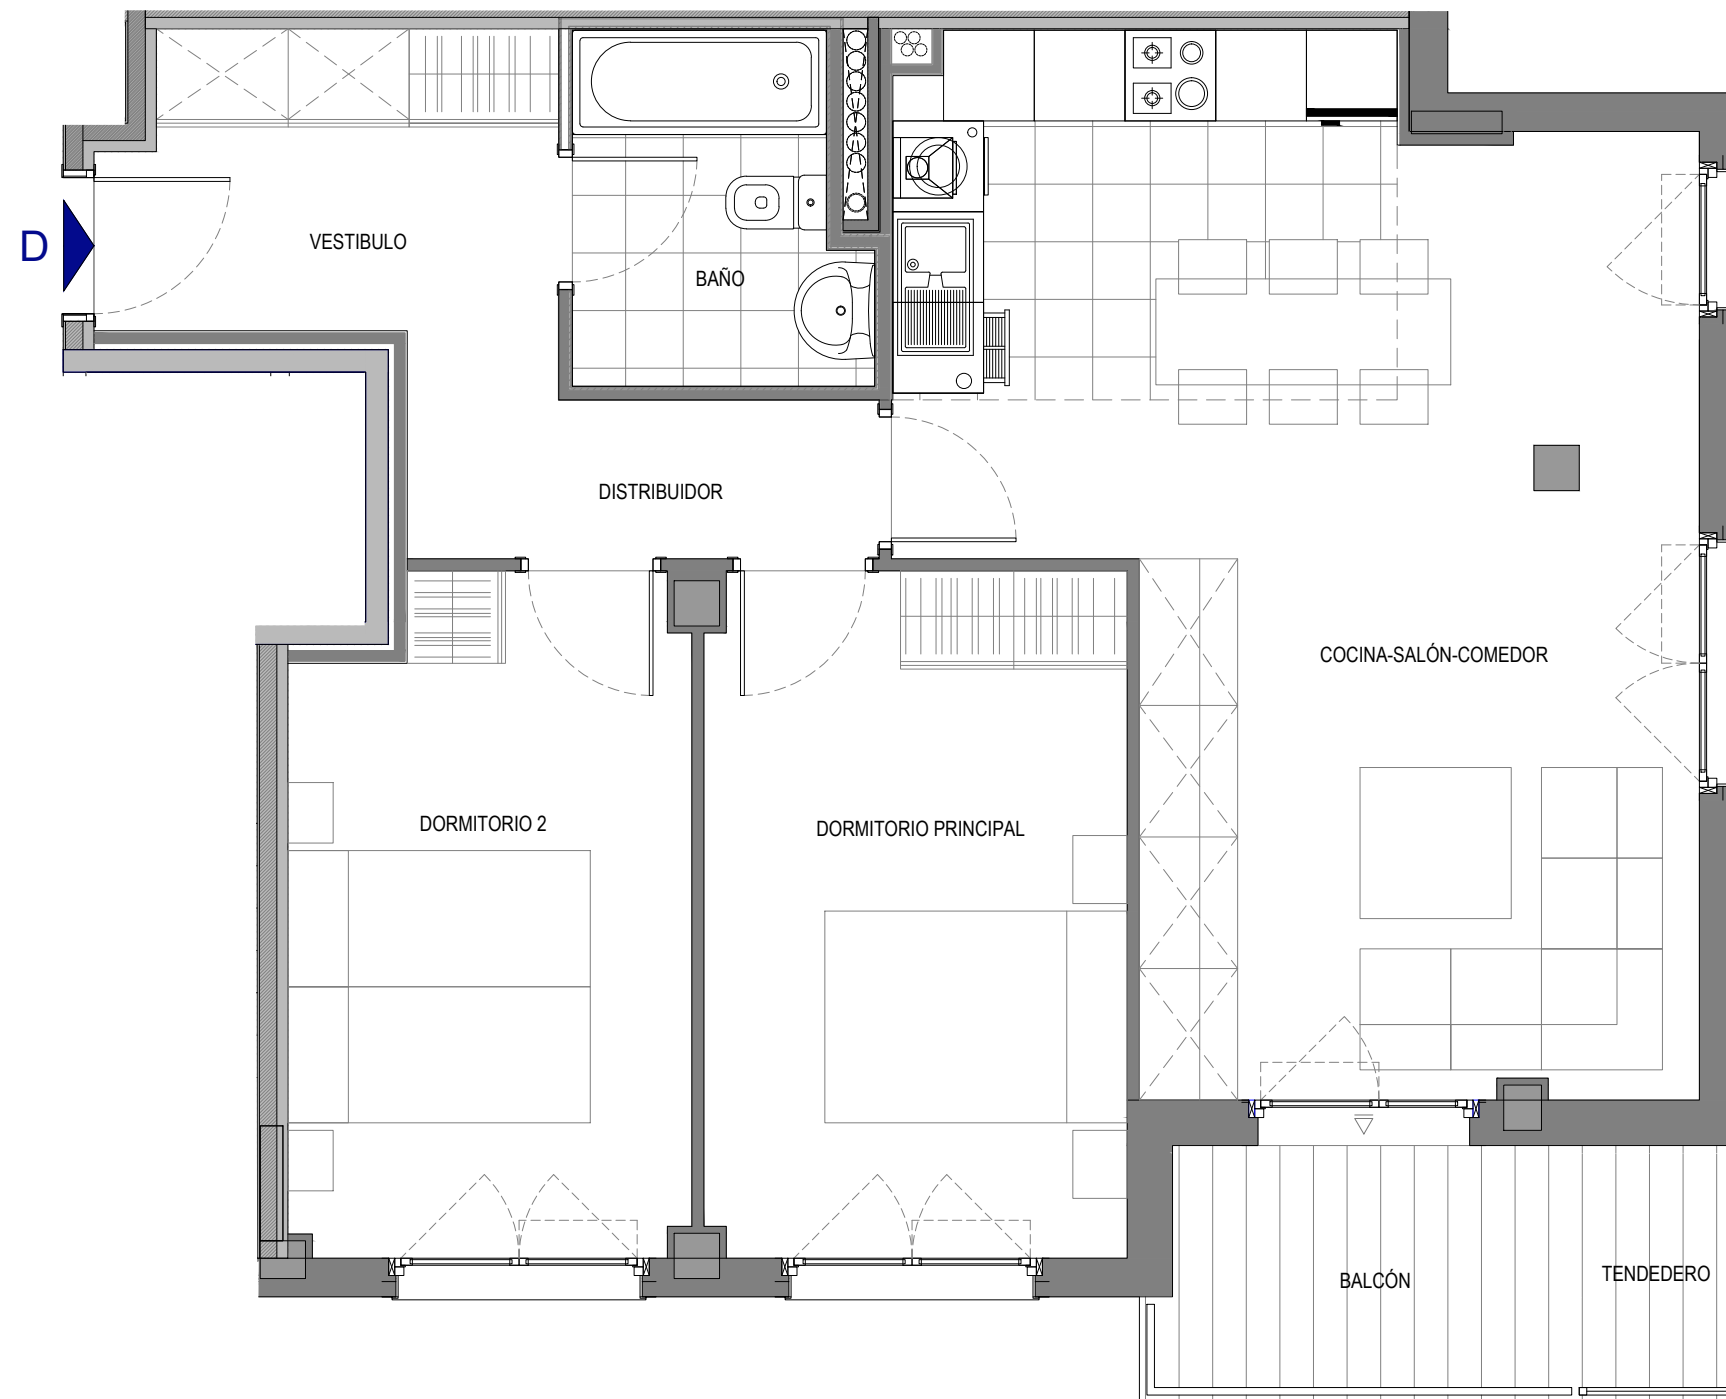 D
VESTIBULO
BAÑO
DISTRIBUIDOR
COCINA-SALÓN-COMEDOR
DORMITORIO 2
DORMITORIO PRINCIPAL
BALCÓN
TENDEDERO